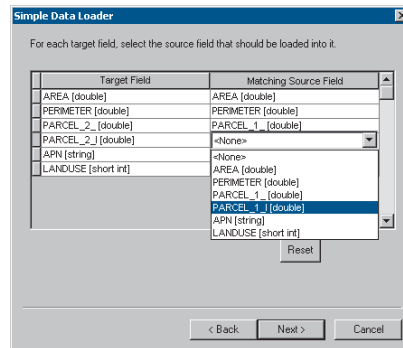 Simple Data Loader
For each target field, select the source field that should be loaded into it.
Target Field Matching Source Field
AREA [double] AREA [double]
PERIMETER [double] PERIMETER [double]
PARCEL_2_ [double] PARCEL_1_ [double]
PARCEL_2_I [double] <None>
APN [string] <None>
LANDUSE [short int] AREA [double]
PERIMETER [double]
PARCEL_1_ [double]
PARCEL_1_I [double]
APN [string]
LANDUSE [short int]
Reset
< Back Next > Cancel